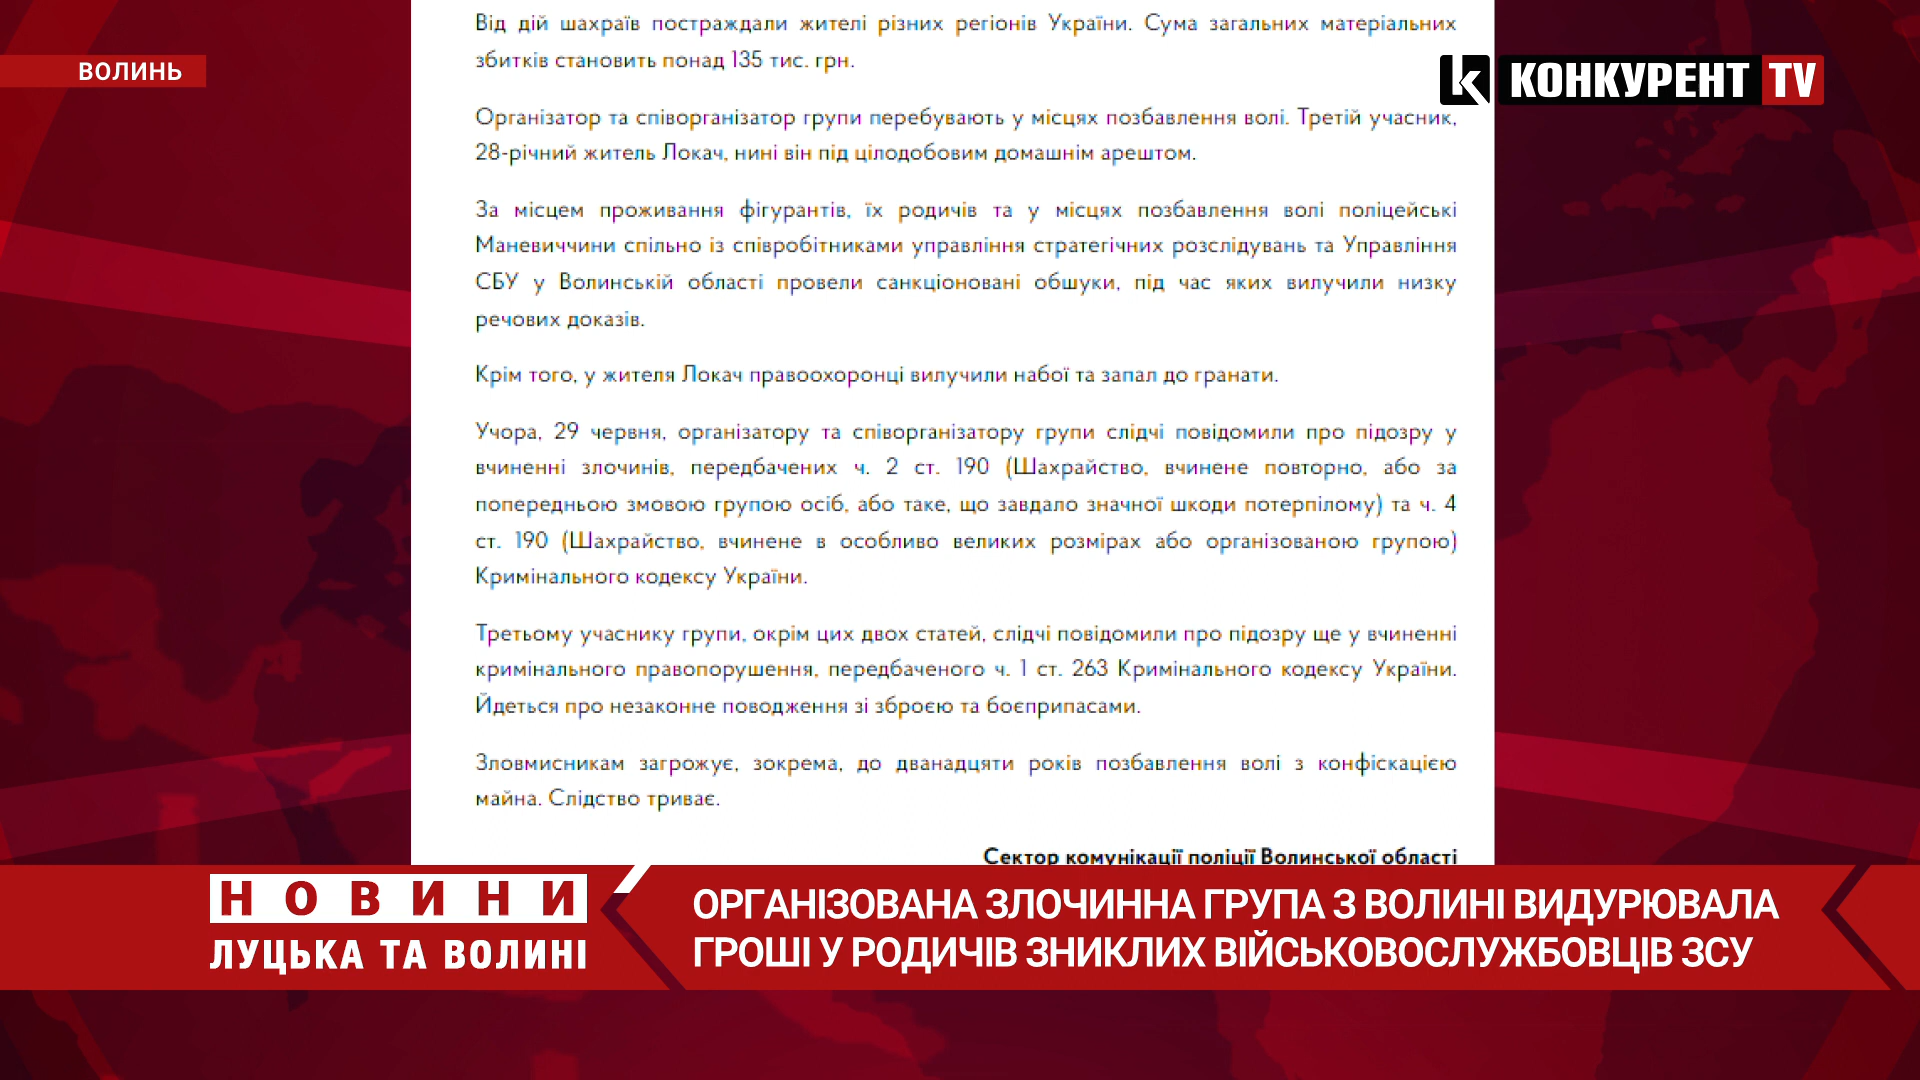 Від дій шахраїв постраждали жителі різних регіонів України. Сума загальних матеріальних
збитків становить понад 135 тис. грн.
ВОЛИНЬ
КОНКУРЕНТ TV
Організатор та співорганізатор групи перебувають у місцях позбавлення волі. Третій учасник,
28-річний житель Локач, нині він під цілодобовим домашнім арештом.
За місцем проживання фігурантів, їх родичів та у місцях позбавлення волі поліцейські
Маневиччини спільно із співробітниками управління стратегічних розслідувань та Управління
СБУ у Волинській області провели санкціоновані обшуки, під час яких вилучили низку
речових доказів.
Крім того, у жителя Локач правоохоронці вилучили набої та запал до гранати.
Учора, 29 червня, організатору та співорганізатору групи слідчі повідомили про підозру у
вчиненні злочинів, передбачених ч. 2 ст. 190 (Шахрайство, вчинене повторно, або за
попередньою змовою групою осіб, або таке, що завдало значної шкоди потерпілому) та ч. 4
ст. 190 (Шахрайство, вчинене в особливо великих розмірах або організованою групою)
Кримінального кодексу України.
Третьому учаснику групи, окрім цих двох статей, слідчі повідомили про підозру ще у вчиненні
кримінального правопорушення, передбаченого ч. 1 ст. 263 Кримінального кодексу України.
Йдеться про незаконне поводження зі зброєю та боєприпасами.
Зловмисникам загрожує, зокрема, до дванадцяти років позбавлення волі з конфіскацією
майна. Слідство триває.
Сектор комунікації поліції Волинської області
НОВИНИ
ЛУЦЬКА ТА ВОЛИНІ
ОРГАНІЗОВАНА ЗЛОЧИННА ГРУПА З ВОЛИНІ ВИДУРЮВАЛА
ГРОШІ У РОДИЧІВ ЗНИКЛИХ ВІЙСЬКОВОСЛУЖБОВЦІВ ЗСУ